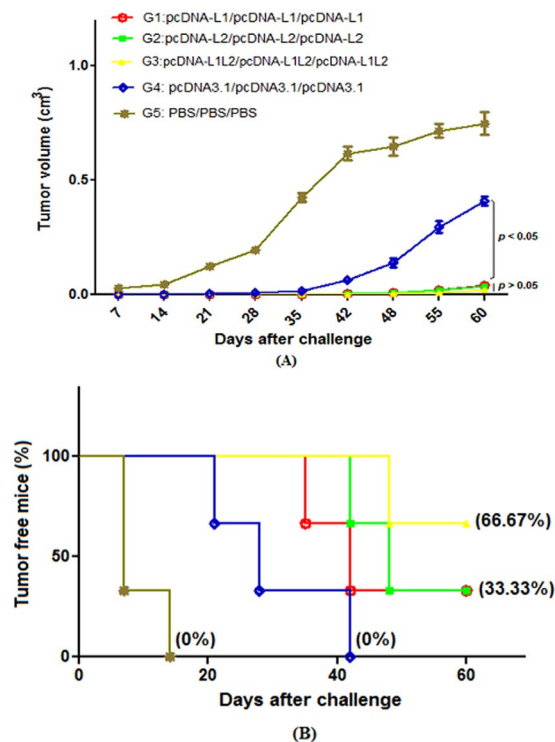 G1:pcDNA-L1/pcDNA-L1/pcDNA-L1
G2:pcDNA-L2/pcDNA-L2/pcDNA-L2
G3:pcDNA-L1L2/pcDNA-L1L2/pcDNA-L1L2
G4: pcDNA3.1/pcDNA3.1/pcDNA3.1
G5: PBS/PBS/PBS
Tumor volume (cm³)
1.0
0.5
0.0
p < 0.05
p > 0.05
7 14 21 28 35 42 48 55 60
Days after challenge
(A)
Tumor free mice (%)
100
50
0
(66.67%)
(33.33%)
(0%) (0%)
0 20 40 60
Days after challenge
(B)